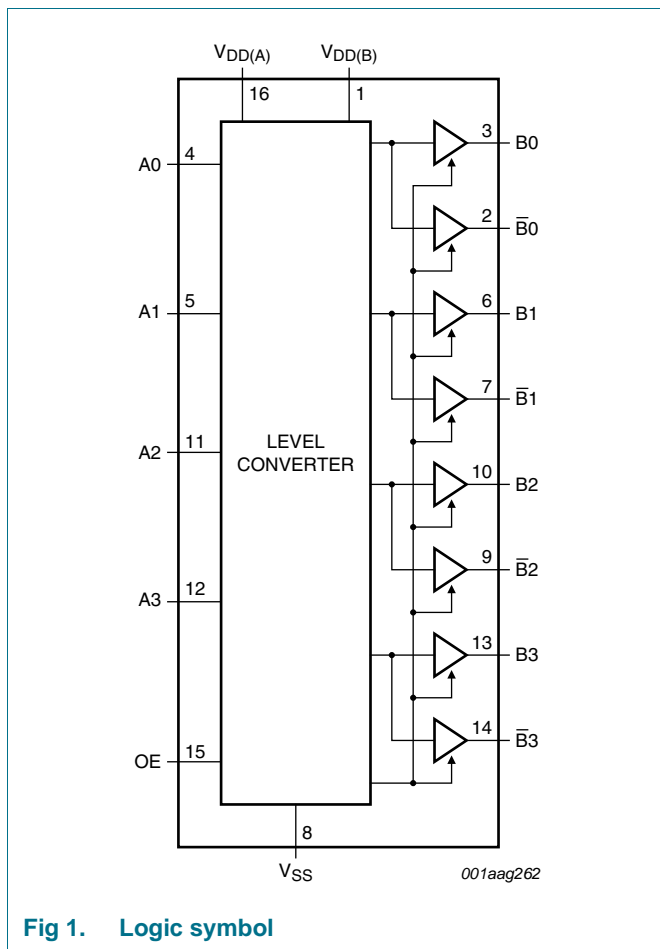 VDD(A) VDD(B)
16 1
3 B0
4
A0
2 B̅0
5 6 B1
A1
7 B̅1
LEVEL
CONVERTER
11 10 B2
A2
9 B̅2
12
A3
13 B3
14 B̅3
15
OE
8
VSS
001aag262
Fig 1. Logic symbol